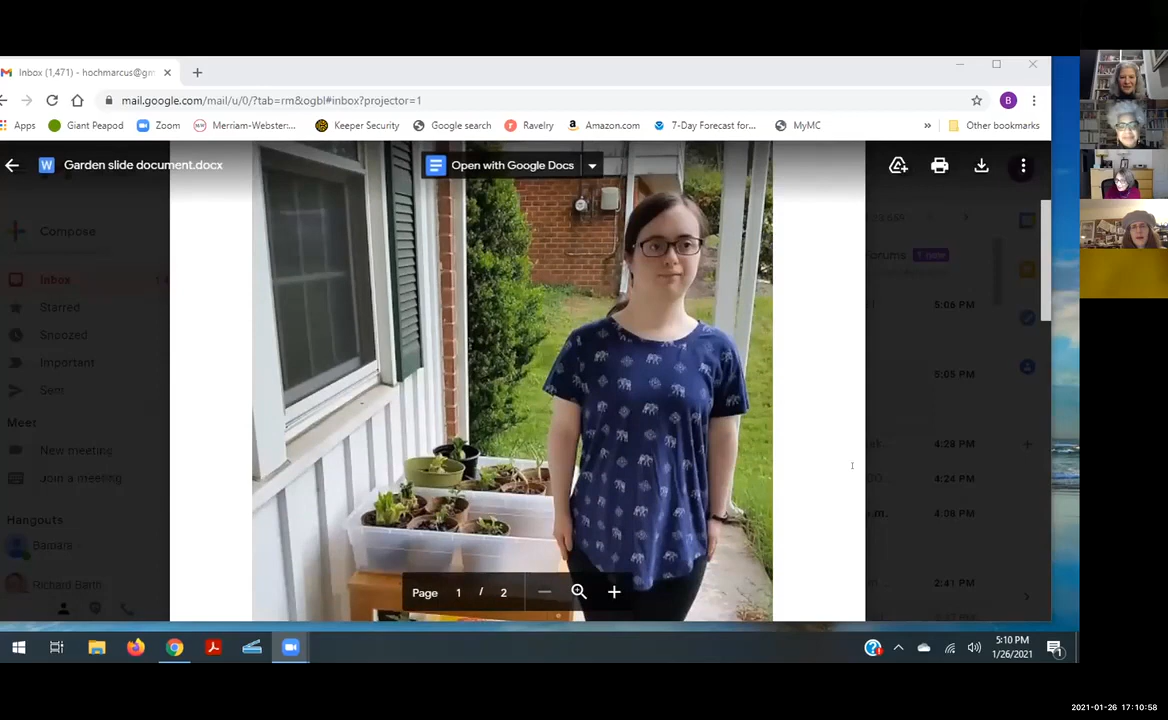 Inbox (1,471) - hochmarcus@gm
mail.google.com/mail/u/0/?tab=rm&ogbl#inbox?projector=1
B
Apps
Giant Peapod
Zoom
Merriam-Webster:...
Keeper Security
Google search
Ravelry
Amazon.com
7-Day Forecast for...
MyMC
»
Other bookmarks
W
Garden slide document.docx
Open with Google Docs
Compose
Inbox
Starred
Snoozed
Important
Sent
Meet
New meeting
Join a meeting
Hangouts
Richard Barth
1 new
5:06 PM
5:05 PM
4:29 PM
4:24 PM
4:08 PM
2:41 PM
Page 1 / 2
5:10 PM
1/26/2021
2021-01-26 17:10:58